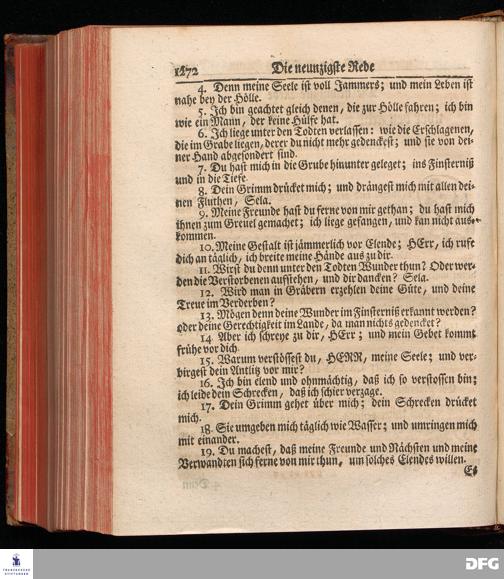 1272 Die neunzigste Rede
4. Denn meine Seele ist voll Jammers; und mein Leben ist
nahe bey der Hölle.
5. Ich bin geachtet gleich denen, die zur Hölle fahren; ich bin
wie ein Mann, der keine Hülfe hat.
6. Ich liege unter den Todten verlassen: wie die Erschlagenen,
die im Grabe liegen, derer du nicht mehr gedenckest; und sie von dei-
ner Hand abgesondert sind.
7. Du hast mich in die Grube hinunter geleget; ins Finsterniß
und in die Tiefe
8. Dein Grimm drücket mich; und drängest mich mit allen dei-
nen Fluthen, Sela.
9. Meine Freunde hast du ferne von mir gethan; du hast mich
ihnen zum Greuel gemachet; ich liege gefangen, und kan nicht aus-
kommen.
10. Meine Gestalt ist jämmerlich vor Elende; HErr, ich rufe
dich an täglich, ich breite meine Hände aus zu dir.
11. Wirst du denn unter den Todten Wunder thun? Oder wer-
den die Verstorbenen aufstehen, und dir dancken? Sela.
12. Wird man in Gräbern erzehlen deine Güte, und deine
Treue im Verderben?
13. Mögen denn deine Wunder im Finsterniß erkannt werden?
oder deine Gerechtigkeit im Lande, da man nichts gedencket?
14. Aber ich schreye zu dir, HErr; und mein Gebet kommt
frühe vor dich.
15. Warum verstössest du, HERR, meine Seele; und ver-
birgest dein Antlitz vor mir?
16. Ich bin elend und ohnmächtig, daß ich so verstossen bin;
ich leide dein Schrecken, daß ich schier verzage.
17. Dein Grimm gehet über mich; dein Schrecken drücket
mich.
18. Sie umgeben mich täglich wie Wasser; und umringen mich
mit einander.
19. Du machest, daß meine Freunde und Nächsten und meine
Verwandten sich ferne von mir thun, um solches Elendes willen.
Es
FRANCKESCHE
STIFTUNGEN
DFG